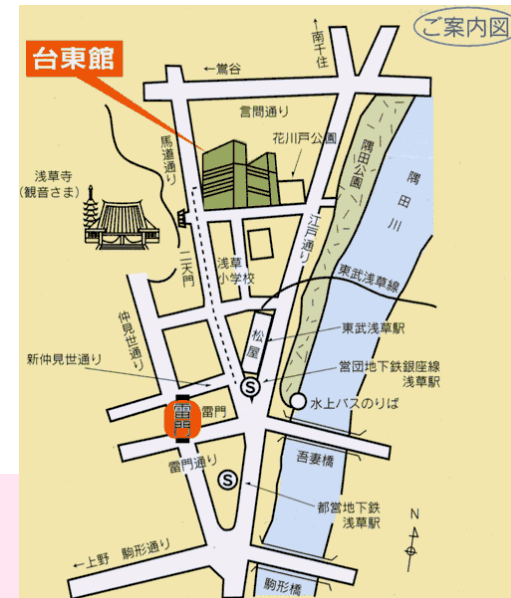 ご案内図
台東館
←鶯谷
←南千住
言問通り
花川戸公園
馬道通り
浅草寺
(観音さま)
隅田公園
隅田川
江戸通り
二天門
浅草
小学校
東武浅草線
仲見世通り
松屋
東武浅草駅
新仲見世通り
営団地下鉄銀座線
浅草駅
S
水上バスのりば
雷門
雷門
吾妻橋
雷門通り
S
都営地下鉄
浅草駅
N
←上野 駒形通り
駒形橋